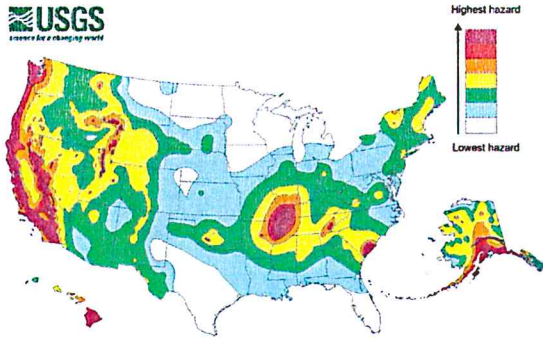 USGS
science for a changing world
Highest hazard
Lowest hazard